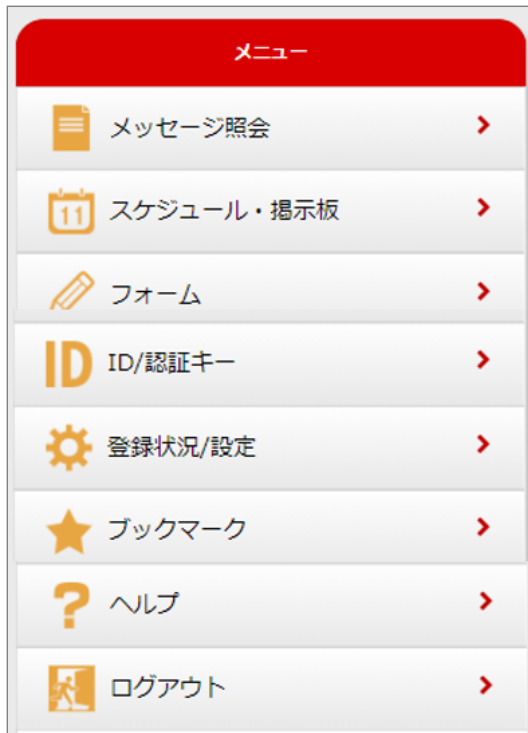 メニュー
メッセージ照会
11
スケジュール・掲示板
フォーム
ID
ID/認証キー
登録状況/設定
ブックマーク
?
ヘルプ
ログアウト